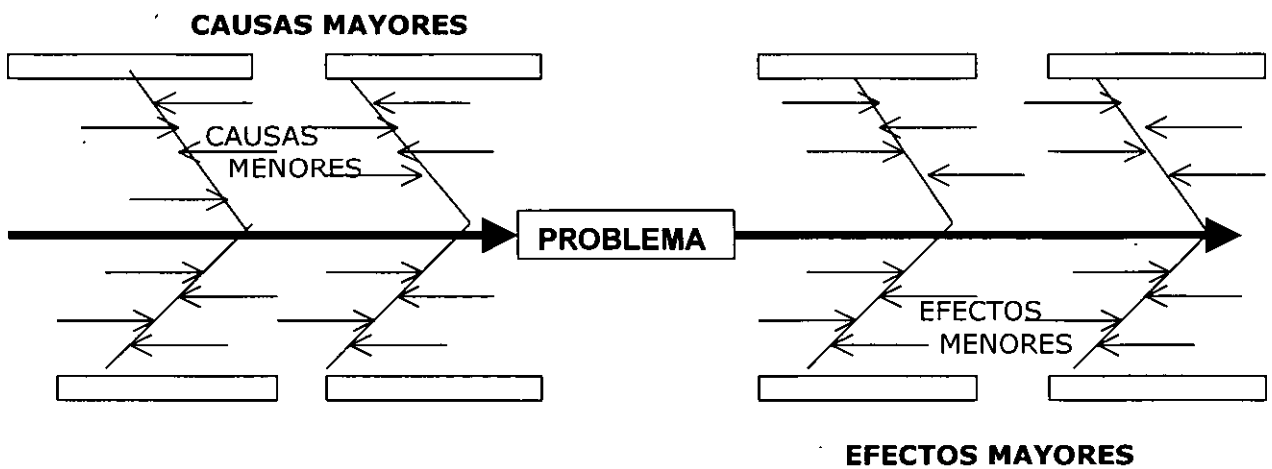 CAUSAS MAYORES
CAUSAS
MENORES
PROBLEMA
EFECTOS
MENORES
EFECTOS MAYORES